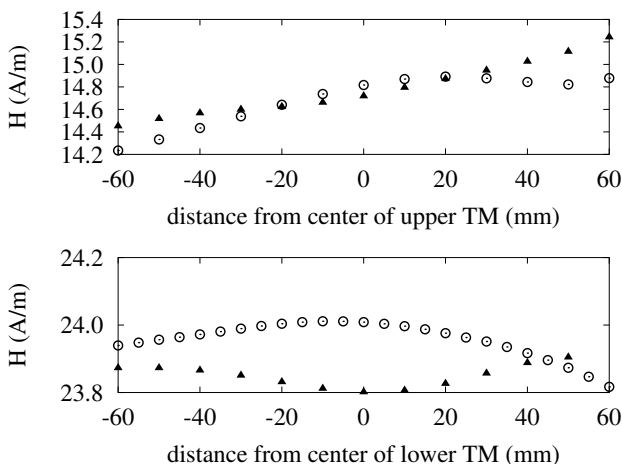 H (A/m)
15.4
15.2
15.0
14.8
14.6
14.4
14.2
-60 -40 -20 0 20 40 60
distance from center of upper TM (mm)
H (A/m)
24.2
24.0
23.8
-60 -40 -20 0 20 40 60
distance from center of lower TM (mm)